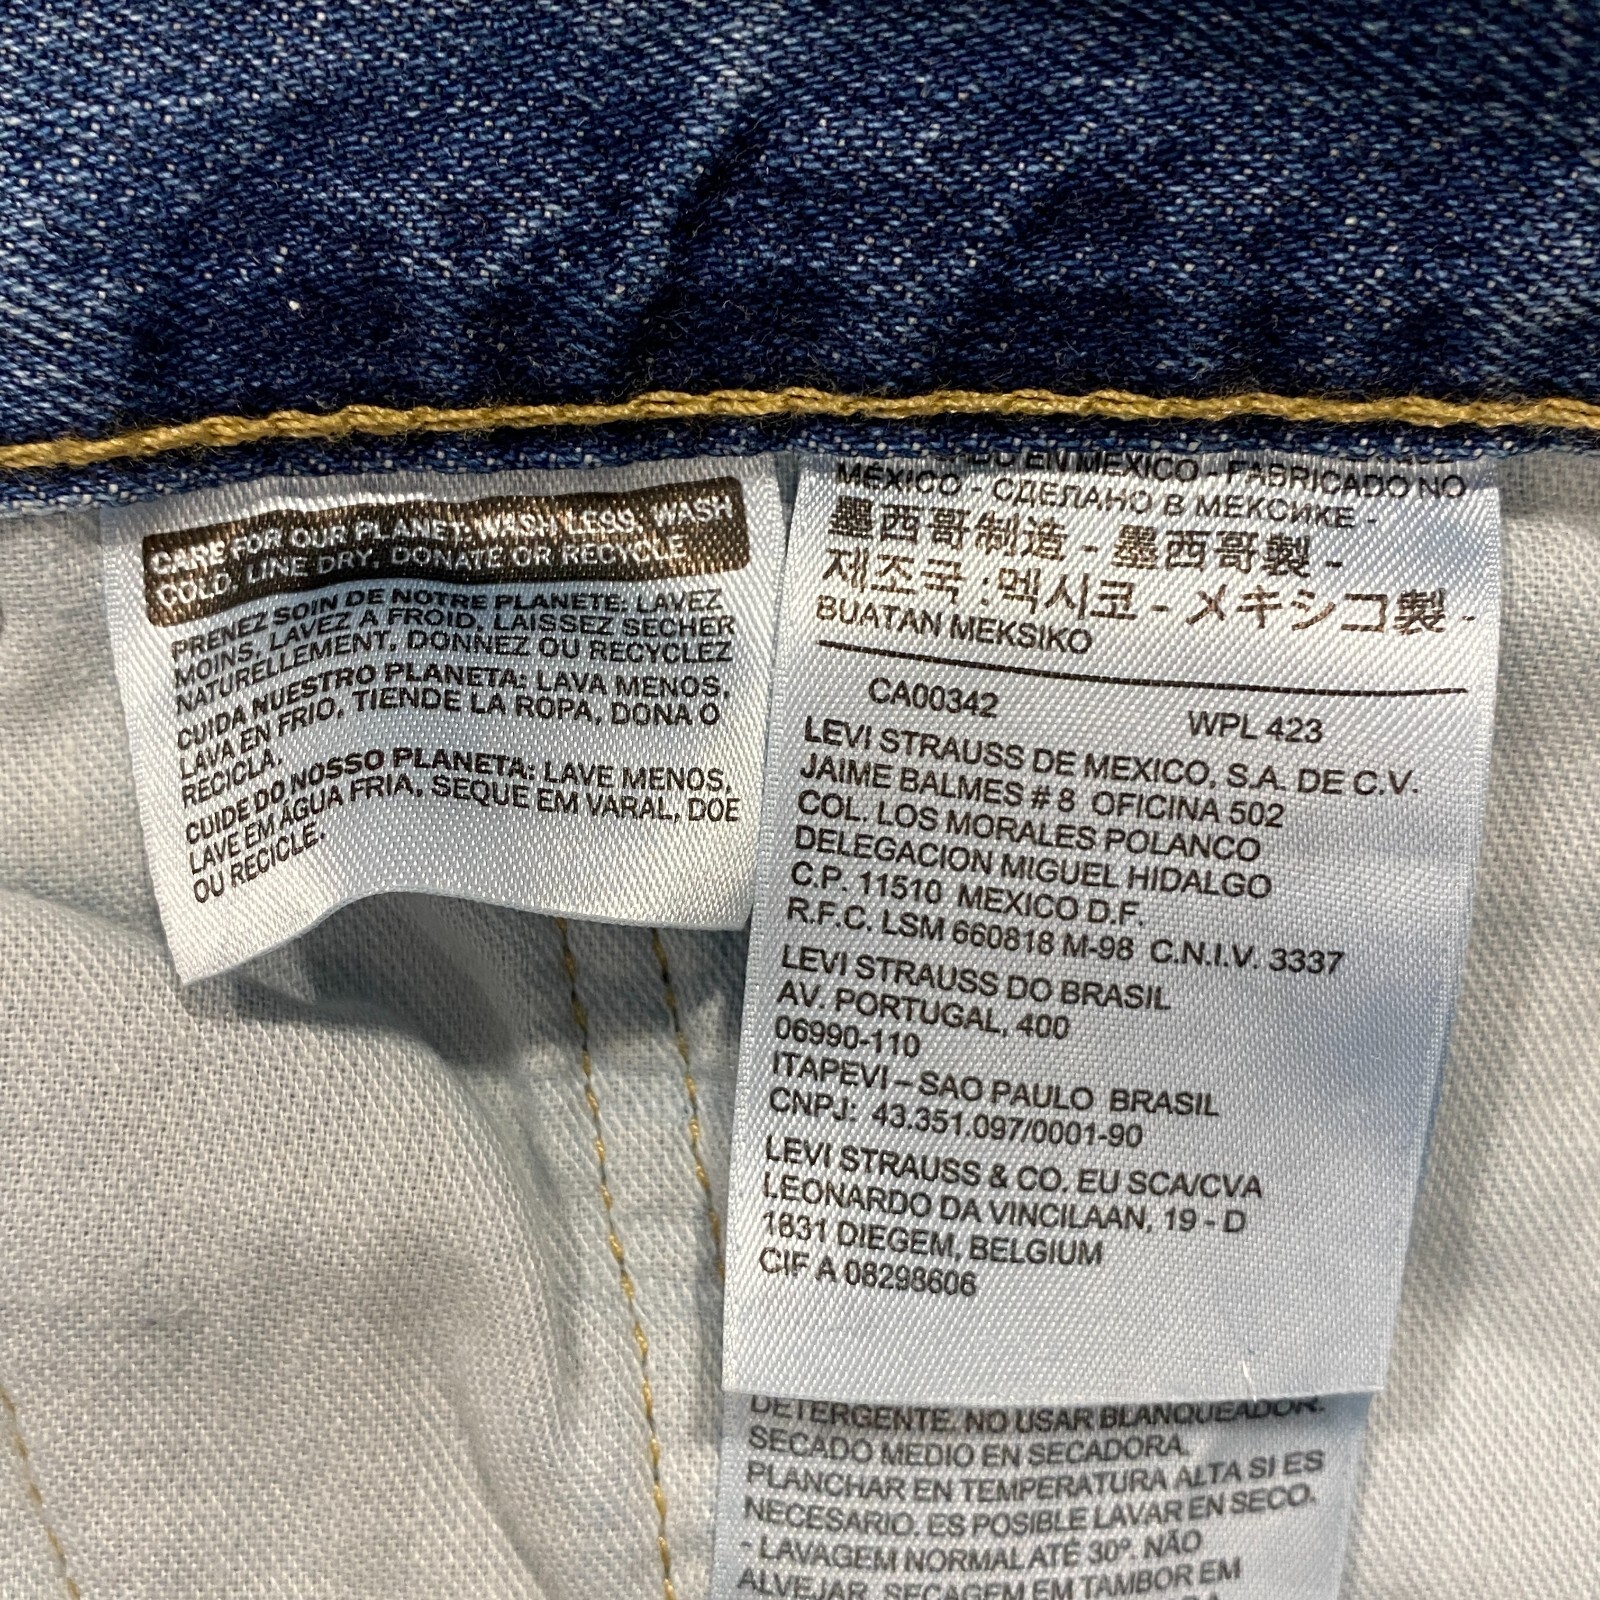 CARE FOR OUR PLANET: WASH LESS, WASH
COLD, LINE DRY, DONATE OR RECYCLE
PRENEZ SOIN DE NOTRE PLANETE: LAVEZ
MOINS, LAVEZ A FROID, LAISSEZ SECHER
NATURELLEMENT, DONNEZ OU RECYCLEZ
CUIDA NUESTRO PLANETA: LAVA MENOS,
LAVA EN FRIO, TIENDE LA ROPA, DONA O
RECICLA.
CUIDE DO NOSSO PLANETA: LAVE MENOS,
LAVE EM ÁGUA FRIA, SEQUE EM VARAL, DOE
OU RECICLE.
EN MEXICO - FABRICADO NO
MÉXICO - СДЕЛАНО В МЕКСИКЕ -
墨西哥制造 - 墨西哥製 -
제조국 : 멕시코 - メキシコ製 -
BUATAN MEKSIKO
CA00342 WPL 423
LEVI STRAUSS DE MEXICO, S.A. DE C.V.
JAIME BALMES # 8 OFICINA 502
COL. LOS MORALES POLANCO
DELEGACION MIGUEL HIDALGO
C.P. 11510 MEXICO D.F.
R.F.C. LSM 660818 M-98 C.N.I.V. 3337
LEVI STRAUSS DO BRASIL
AV. PORTUGAL, 400
06990-110
ITAPEVI – SAO PAULO BRASIL
CNPJ: 43.351.097/0001-90
LEVI STRAUSS & CO. EU SCA/CVA
LEONARDO DA VINCILAAN, 19 - D
1831 DIEGEM, BELGIUM
CIF A 08298606
DETERGENTE. NO USAR BLANQUEADOR.
SECADO MEDIO EN SECADORA.
PLANCHAR EN TEMPERATURA ALTA SI ES
NECESARIO. ES POSIBLE LAVAR EN SECO.
- LAVAGEM NORMAL ATÉ 30º. NÃO
ALVEJAR. SECAGEM EM TAMBOR EM